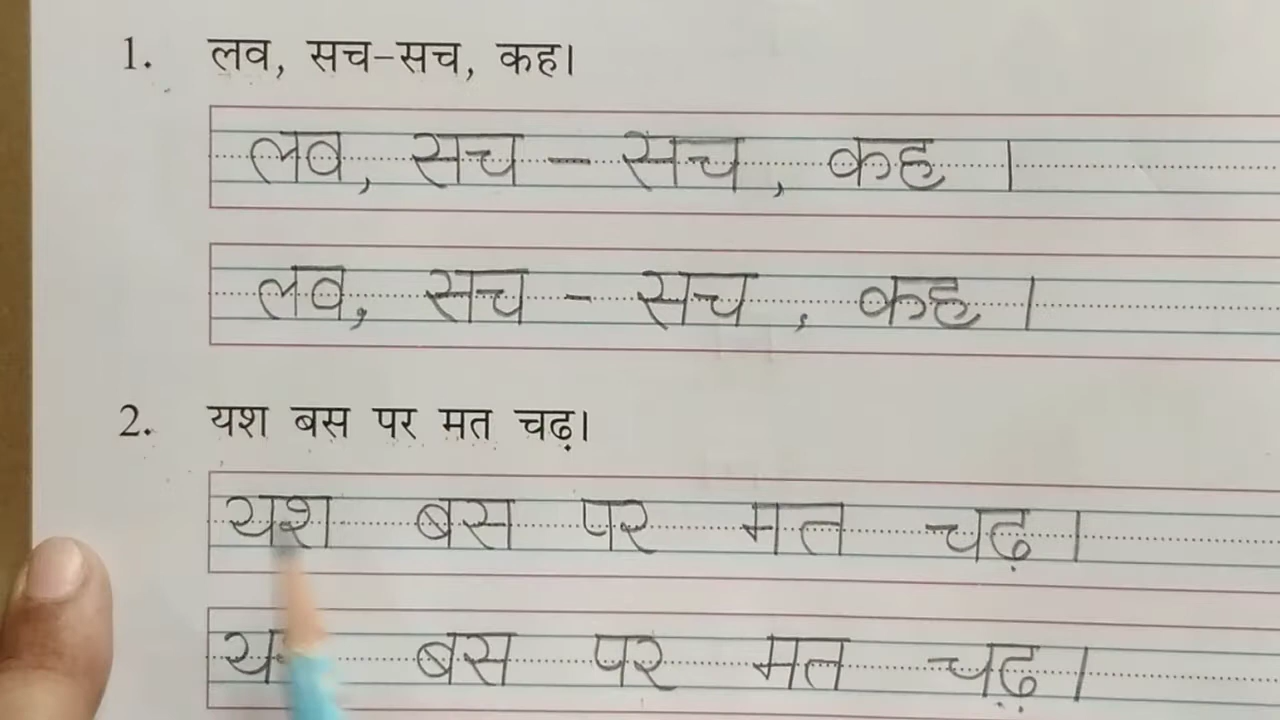 1. लव, सच-सच, कह।
लव, सच - सच, कह ।
लव, सच - सच , कह ।
2. यश बस पर मत चढ़।
यश बस पर मत चढ़ ।
बस पर मत चढ़ ।